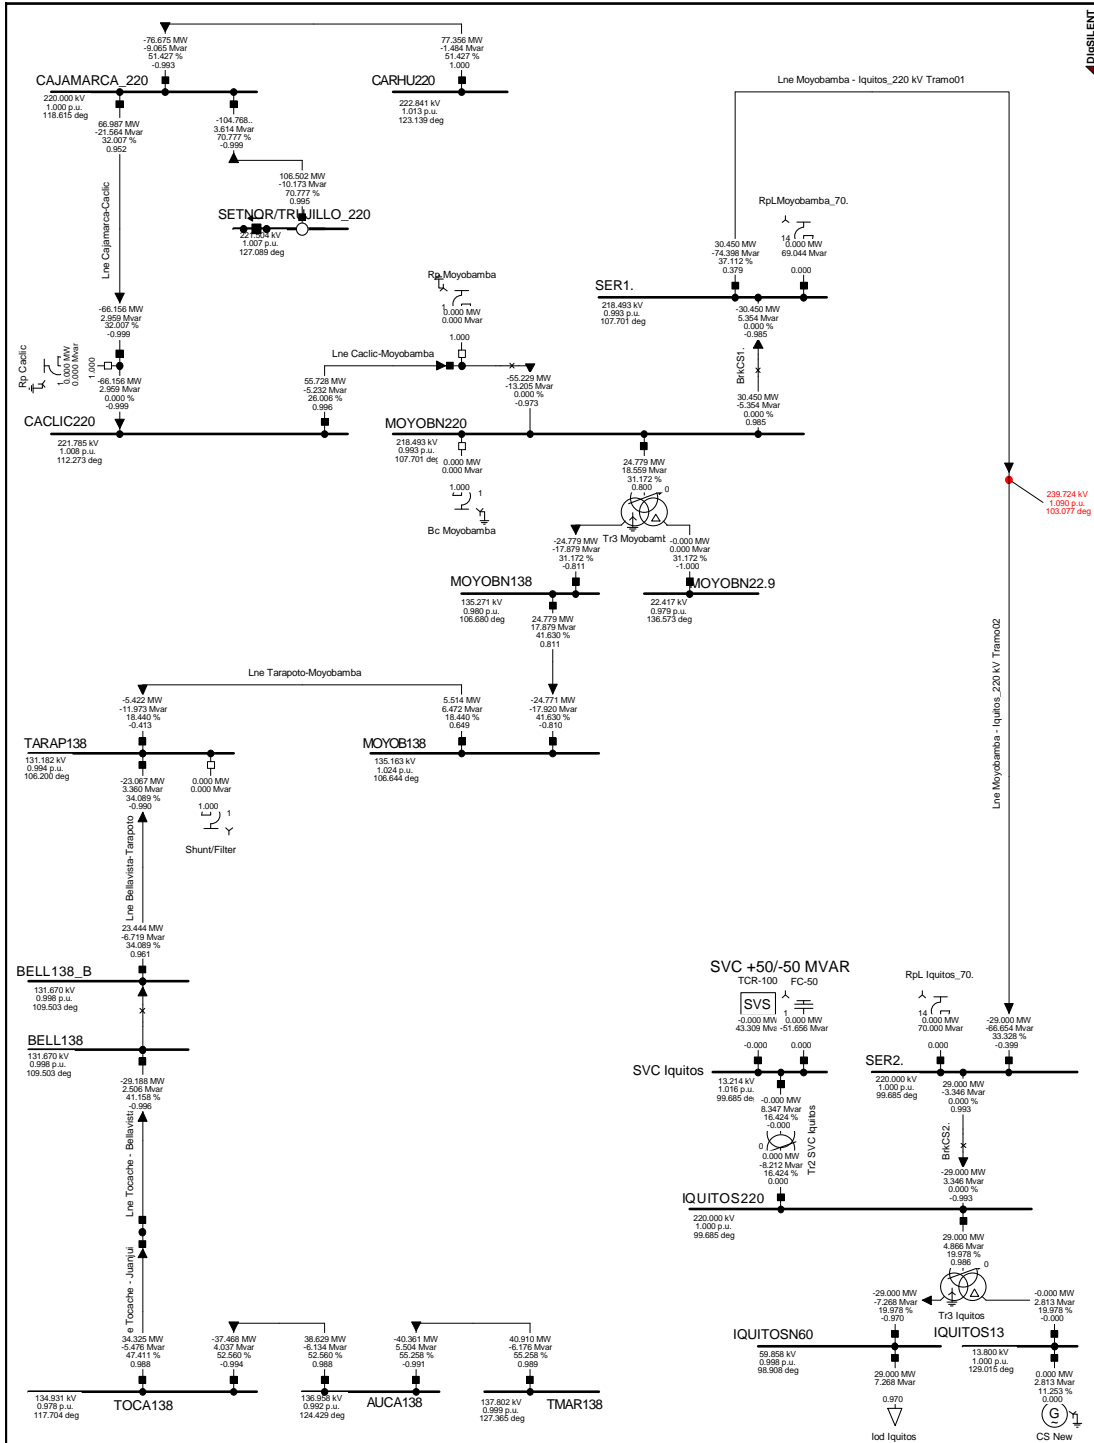 DIgSILENT
-76.675 MW
-9.065 Mvar
51.427 %
-0.993
77.356 MW
-1.484 Mvar
51.427 %
1.000
CAJAMARCA_220
CARHU220
220.000 kV
1.000 p.u.
118.615 deg
222.841 kV
1.013 p.u.
123.139 deg
66.987 MW
-21.564 Mvar
32.007 %
0.952
-104.768..
3.614 Mvar
70.777 %
-0.999
Lne Cajamarca-Caclic
106.502 MW
-10.173 Mvar
70.777 %
0.995
SETNOR/TRUJILLO_220
221.504 kV
1.007 p.u.
127.089 deg
Lne Moyobamba - Iquitos_220 kV Tramo01
RpLMoyobamba_70.
14
0.000 MW
69.044 Mvar
0.000
30.450 MW
-74.398 Mvar
37.112 %
0.379
SER1.
218.493 kV
0.993 p.u.
107.701 deg
-30.450 MW
5.354 Mvar
0.000 %
-0.985
BrkCS1.
30.450 MW
-5.354 Mvar
0.000 %
0.985
Rp Moyobamba
1
0.000 MW
0.000 Mvar
1.000
-66.156 MW
2.959 Mvar
32.007 %
-0.999
Rp Caclic
1
0.000 MW
0.000 Mvar
1.000
-66.156 MW
2.959 Mvar
0.000 %
-0.999
Lne Caclic-Moyobamba
55.728 MW
-5.232 Mvar
26.006 %
0.996
-55.229 MW
-13.205 Mvar
0.000 %
-0.973
CACLIC220
221.785 kV
1.008 p.u.
112.273 deg
MOYOBN220
218.493 kV
0.993 p.u.
107.701 deg
0.000 MW
0.000 Mvar
1.000
1
Bc Moyobamba
24.779 MW
18.559 Mvar
31.172 %
0.800
0
Tr3 Moyobamb
239.724 kV
1.090 p.u.
103.077 deg
-24.779 MW
-17.879 Mvar
31.172 %
-0.811
-0.000 MW
0.000 Mvar
31.172 %
-1.000
MOYOBN138
MOYOBN22.9
135.271 kV
0.980 p.u.
106.680 deg
22.417 kV
0.979 p.u.
136.573 deg
24.779 MW
17.879 Mvar
41.630 %
0.811
Lne Tarapoto-Moyobamba
Lne Moyobamba - Iquitos_220 kV Tramo02
-5.422 MW
-11.973 Mvar
18.440 %
-0.413
5.514 MW
6.472 Mvar
18.440 %
0.649
-24.771 MW
-17.920 Mvar
41.630 %
-0.810
TARAP138
MOYOB138
131.182 kV
0.994 p.u.
106.200 deg
135.163 kV
1.024 p.u.
106.644 deg
-23.067 MW
3.360 Mvar
34.089 %
-0.990
0.000 MW
0.000 Mvar
1.000
1
Shunt/Filter
Lne Bellavista-Tarapoto
23.444 MW
-6.719 Mvar
34.089 %
0.961
BELL138_B
131.670 kV
0.998 p.u.
109.503 deg
BELL138
131.670 kV
0.998 p.u.
109.503 deg
-29.188 MW
2.506 Mvar
41.158 %
-0.996
Lne Tocache - Bellavista
e Tocache - Juanjui
SVC +50/-50 MVAR
TCR-100
FC-50
SVS
1
-0.000 MW
43.309 Mva
-0.000
0.000 MW
-51.656 Mvar
0.000
RpL Iquitos_70.
14
0.000 MW
70.000 Mvar
0.000
-29.000 MW
-66.654 Mvar
33.328 %
-0.399
SVC Iquitos
SER2.
13.214 kV
1.016 p.u.
99.685 deg
220.000 kV
1.000 p.u.
99.685 deg
-0.000 MW
8.347 Mvar
16.424 %
-0.000
0
Tr2 SVC Iquitos
0.000 MW
-8.212 Mvar
16.424 %
0.000
29.000 MW
-3.346 Mvar
0.000 %
0.993
BrkCS2.
-29.000 MW
3.346 Mvar
0.000 %
-0.993
IQUITOS220
220.000 kV
1.000 p.u.
99.685 deg
29.000 MW
4.866 Mvar
19.978 %
0.986
0
Tr3 Iquitos
-29.000 MW
-7.268 Mvar
19.978 %
-0.970
-0.000 MW
2.813 Mvar
19.978 %
-0.000
IQUITOSN60
IQUITOS13
59.858 kV
0.998 p.u.
98.908 deg
13.800 kV
1.000 p.u.
129.015 deg
29.000 MW
7.268 Mvar
0.970
lod Iquitos
0.000 MW
2.813 Mvar
11.253 %
0.000
G
~
CS New
34.325 MW
-5.476 Mvar
47.411 %
0.988
-37.468 MW
4.037 Mvar
52.560 %
-0.994
38.629 MW
-6.134 Mvar
52.560 %
0.988
-40.361 MW
5.504 Mvar
55.258 %
-0.991
40.910 MW
-6.176 Mvar
55.258 %
0.989
134.931 kV
0.978 p.u.
117.704 deg
TOCA138
136.958 kV
0.992 p.u.
124.429 deg
AUCA138
137.802 kV
0.999 p.u.
127.365 deg
TMAR138